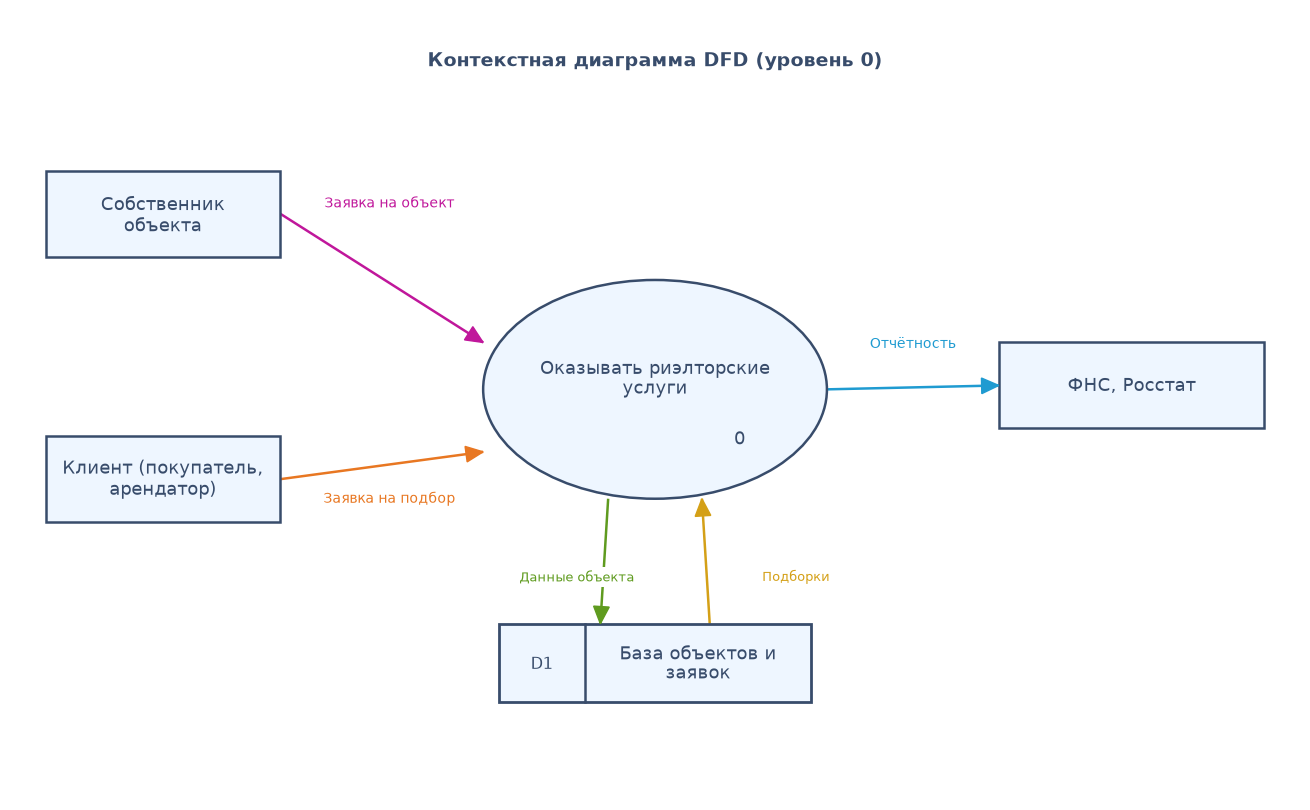 Контекстная диаграмма DFD (уровень 0)
Собственник
объекта
Заявка на объект
Оказывать риэлторские
услуги
0
Отчётность
ФНС, Росстат
Клиент (покупатель,
арендатор)
Заявка на подбор
Данные объекта
Подборки
D1
База объектов и
заявок